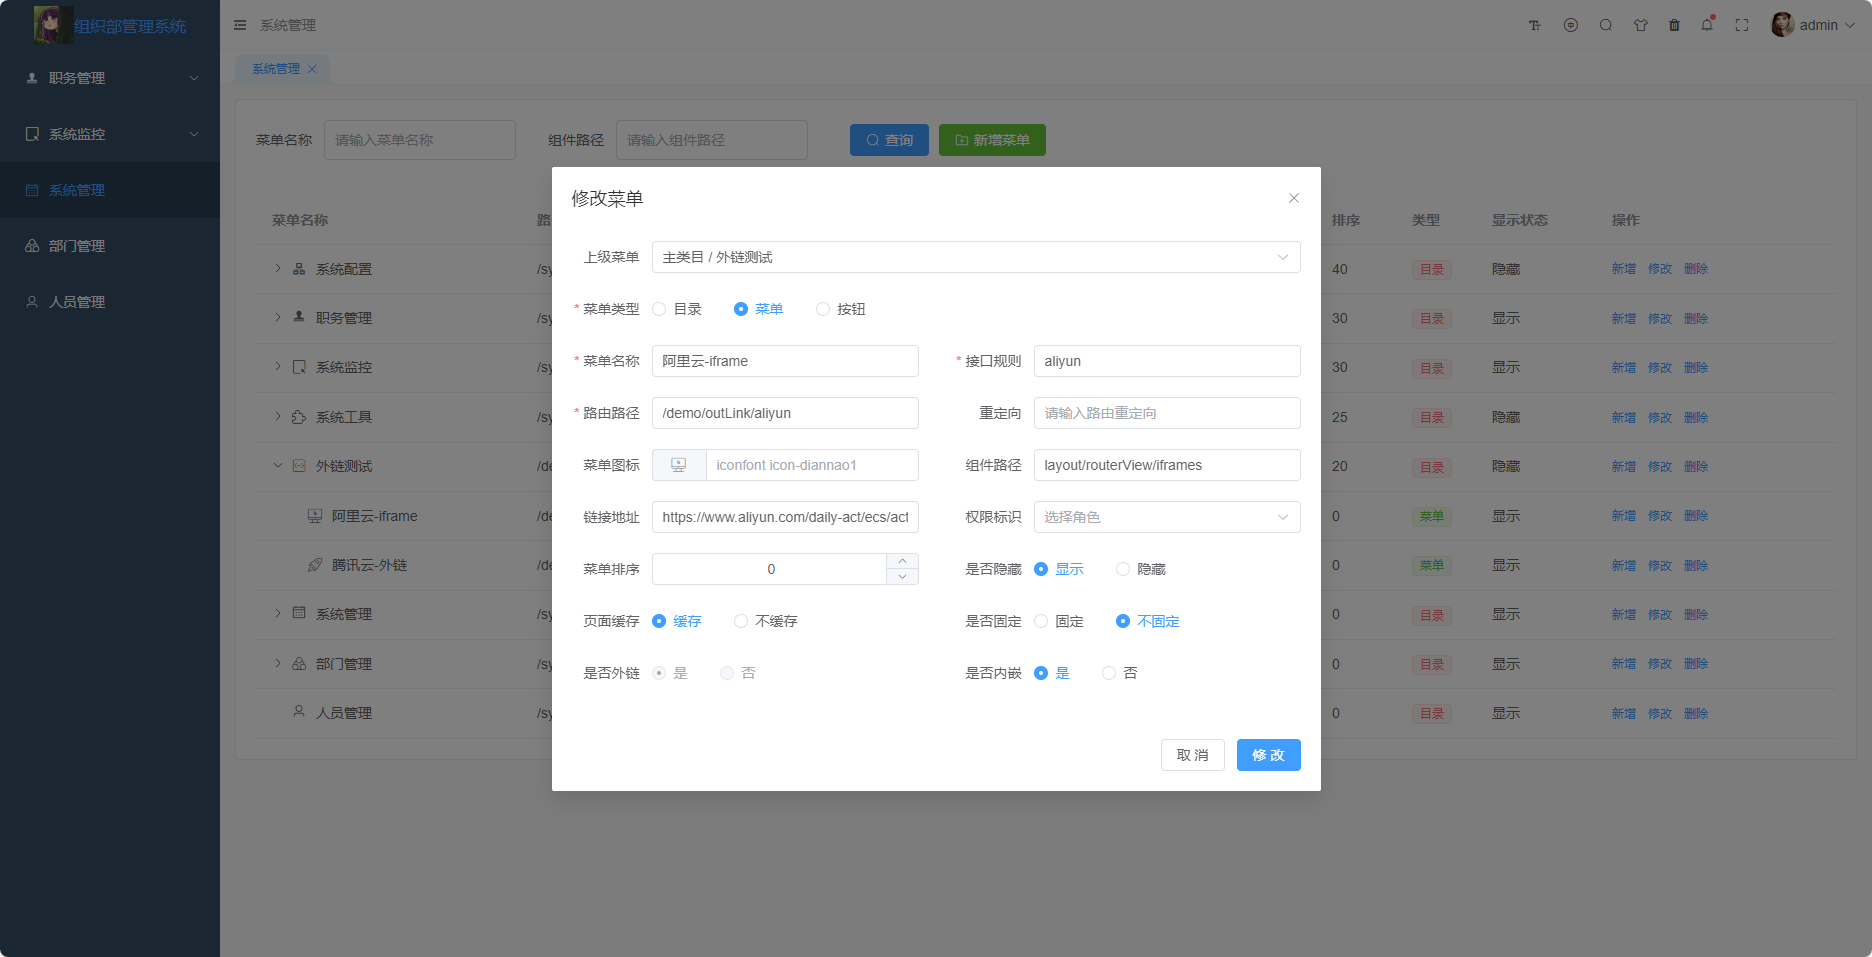 组织部管理系统
系统管理
admin
职务管理
系统监控
系统管理
部门管理
人员管理
系统管理
菜单名称 请输入菜单名称 组件路径 请输入组件路径 查询 新增菜单
菜单名称 路 排序 类型 显示状态 操作
系统配置 /sy 40 目录 隐藏 新增 修改 删除
职务管理 /sy 30 目录 显示 新增 修改 删除
系统监控 /sy 30 目录 显示 新增 修改 删除
系统工具 /sy 25 目录 隐藏 新增 修改 删除
外链测试 /de 20 目录 隐藏 新增 修改 删除
阿里云-iframe /de 0 菜单 显示 新增 修改 删除
腾讯云-外链 /de 0 菜单 显示 新增 修改 删除
系统管理 /sy 0 目录 显示 新增 修改 删除
部门管理 /sy 0 目录 显示 新增 修改 删除
人员管理 /sy 0 目录 显示 新增 修改 删除
修改菜单
上级菜单 主类目 / 外链测试
* 菜单类型 目录 菜单 按钮
* 菜单名称 阿里云-iframe * 接口规则 aliyun
* 路由路径 /demo/outLink/aliyun 重定向 请输入路由重定向
菜单图标 iconfont icon-diannao1 组件路径 layout/routerView/iframes
链接地址 https://www.aliyun.com/daily-act/ecs/act 权限标识 选择角色
菜单排序 0 是否隐藏 显示 隐藏
页面缓存 缓存 不缓存 是否固定 固定 不固定
是否外链 是 否 是否内嵌 是 否
取 消 修 改